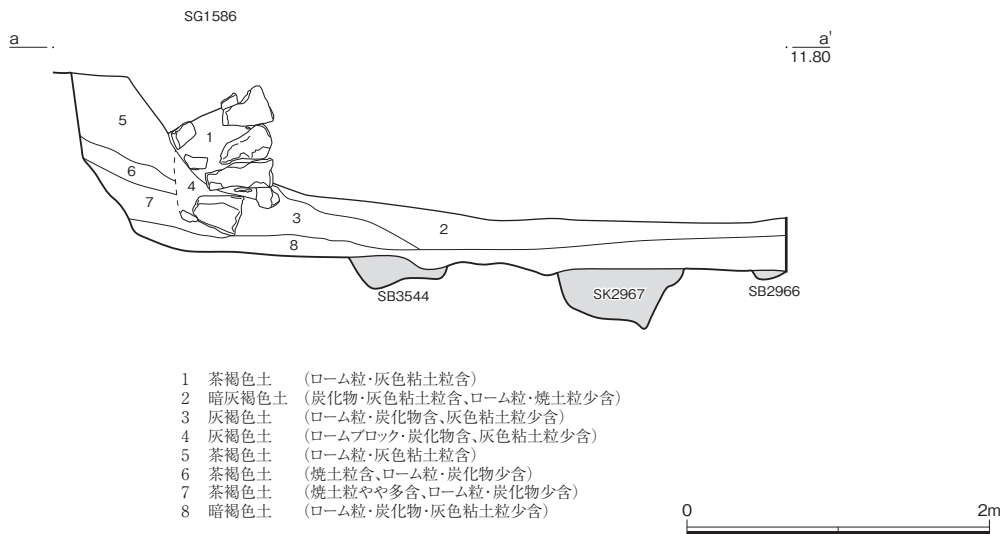 SG1586
a
a'
11.80
5
1
6
4
7
3
2
8
SB3544
SK2967
SB2966
1 茶褐色土 (ローム粒・灰色粘土粒含)
2 暗灰褐色土 (炭化物・灰色粘土粒含、ローム粒・焼土粒少含)
3 灰褐色土 (ローム粒・炭化物含、灰色粘土粒少含)
4 灰褐色土 (ロームブロック・炭化物含、灰色粘土粒少含)
5 茶褐色土 (ローム粒・灰色粘土粒含)
6 茶褐色土 (焼土粒含、ローム粒・炭化物少含)
7 茶褐色土 (焼土粒やや多含、ローム粒・炭化物少含)
8 暗褐色土 (ローム粒・炭化物・灰色粘土粒少含)
0 2m